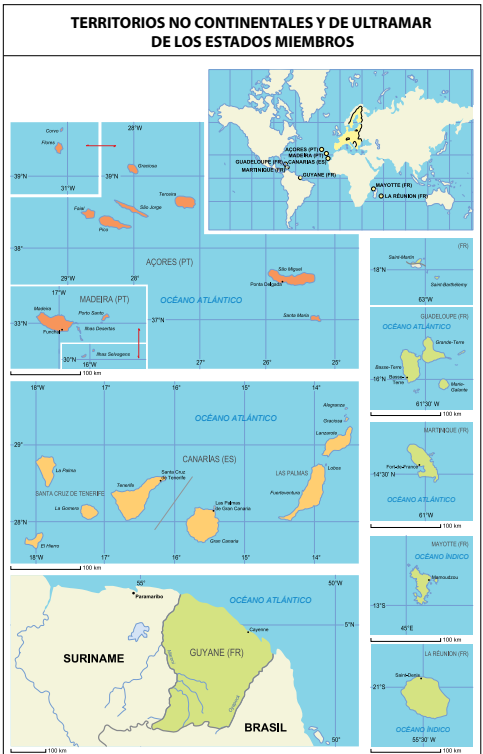 TERRITORIOS NO CONTINENTALES Y DE ULTRAMAR
DE LOS ESTADOS MIEMBROS
AÇORES (PT)
MADEIRA (PT)
GUADELOUPE (FR)
CANARIAS (ES)
MARTINIQUE (FR)
GUYANE (FR)
MAYOTTE (FR)
LA RÉUNION (FR)
Corvo
Flores
39°N
31°W
28°W
Graciosa
39°N
Terceira
Faial
São Jorge
Pico
38°
29°W
28°
AÇORES (PT)
São Miguel
Ponta Delgada
OCÉANO ATLÁNTICO
Santa Maria
37°N
27°
26°
25°
17°W
MADEIRA (PT)
Madeira
Porto Santo
33°N
Funchal
Ilhas Desertas
Ilhas Selvagens
30°N
16°W
100 km
18°W
17°
16°
15°
14°
OCÉANO ATLÁNTICO
Alegranza
Graciosa
29°
Lanzarote
CANARIAS (ES)
La Palma
Santa Cruz
de Tenerife
LAS PALMAS
Lobos
Tenerife
SANTA CRUZ DE TENERIFE
Fuerteventura
La Gomera
Las Palmas
de Gran Canaria
28°N
El Hierro
Gran Canaria
18°W
17°
16°
15°
14°
100 km
55°
50°W
Paramaribo
OCÉANO ATLÁNTICO
5°N
Cayenne
SURINAME
GUYANE (FR)
Maroni
Oyapock
BRASIL
50°
100 km
(FR)
Saint-Martin
18°N
Saint-Barthélemy
63°W
GUADELOUPE (FR)
OCÉANO ATLÁNTICO
Grande-Terre
Basse-Terre
16°N
Basse-
Terre
Marie-
Galante
61°30' W
100 km
MARTINIQUE (FR)
Fort-de-France
14°30' N
OCÉANO ATLÁNTICO
61°W
100 km
MAYOTTE (FR)
OCÉANO ÍNDICO
Mamoudzou
13°S
45°E
100 km
LA RÉUNION (FR)
Saint-Denis
21°S
OCÉANO ÍNDICO
55°30' W
100 km